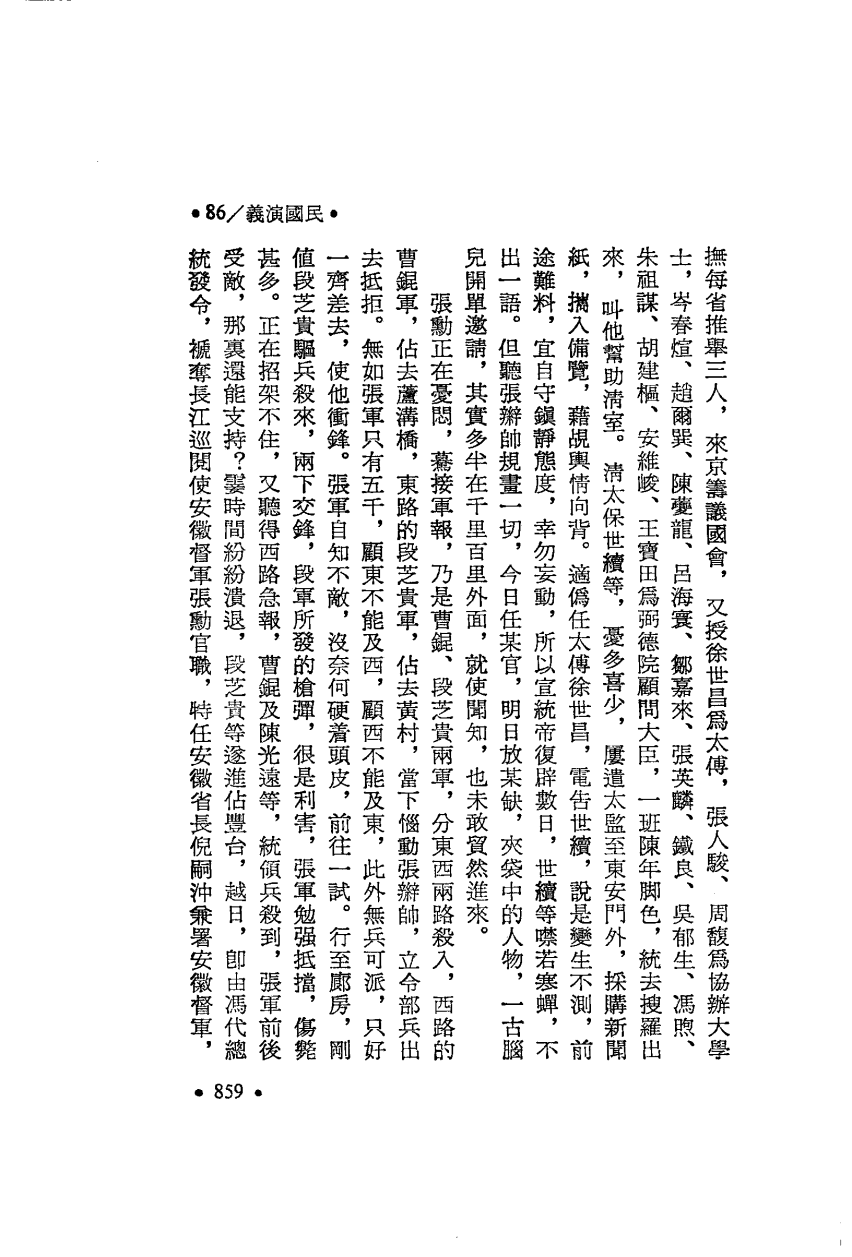 •86/義演國民•
撫每省推舉三人，來京籌議國會，又授徐世昌爲太傅，張人駿、周馥爲協辦大學
士，岑春煊、趙爾巽、陳夔龍、呂海寰、鄒嘉來、張英麟、鐵良、吳郁生、馮煦、
朱祖謀、胡建樞、安維峻、王寶田爲弼德院顧問大臣，一班陳年脚色，統去搜羅出
來，叫他幫助清室。清太保世續等，憂多喜少，屢遣太監至東安門外，採購新聞
紙，攜入備覽，藉覘輿情向背。適僞任太傅徐世昌，電告世續，說是變生不測，前
途難料，宜自守鎭靜態度，幸勿妄動，所以宣統帝復辟數日，世續等噤若寒蟬，不
出一語。但聽張辮帥規畫一切，今日任某官，明日放某缺，夾袋中的人物，一古腦
兒開單邀請，其實多半在千里百里外面，就使聞知，也未敢貿然進來。
張勳正在憂悶，驀接軍報，乃是曹錕、段芝貴兩軍，分東西兩路殺入，西路的
曹錕軍，佔去蘆溝橋，東路的段芝貴軍，佔去黃村，當下惱動張辮帥，立令部兵出
去抵拒。無如張軍只有五千，顧東不能及西，顧西不能及東，此外無兵可派，只好
一齊差去，使他衝鋒。張軍自知不敵，沒奈何硬着頭皮，前往一試。行至廊房，剛
值段芝貴驅兵殺來，兩下交鋒，段軍所發的槍彈，很是利害，張軍勉强抵擋，傷斃
甚多。正在招架不住，又聽得西路急報，曹錕及陳光遠等，統領兵殺到，張軍前後
受敵，那裏還能支持？霎時間紛紛潰退，段芝貴等遂進佔豐台，越日，卽由馮代總
統發令，褫奪長江巡閱使安徽督軍張勳官職，特任安徽省長倪嗣沖兼署安徽督軍，
•859•